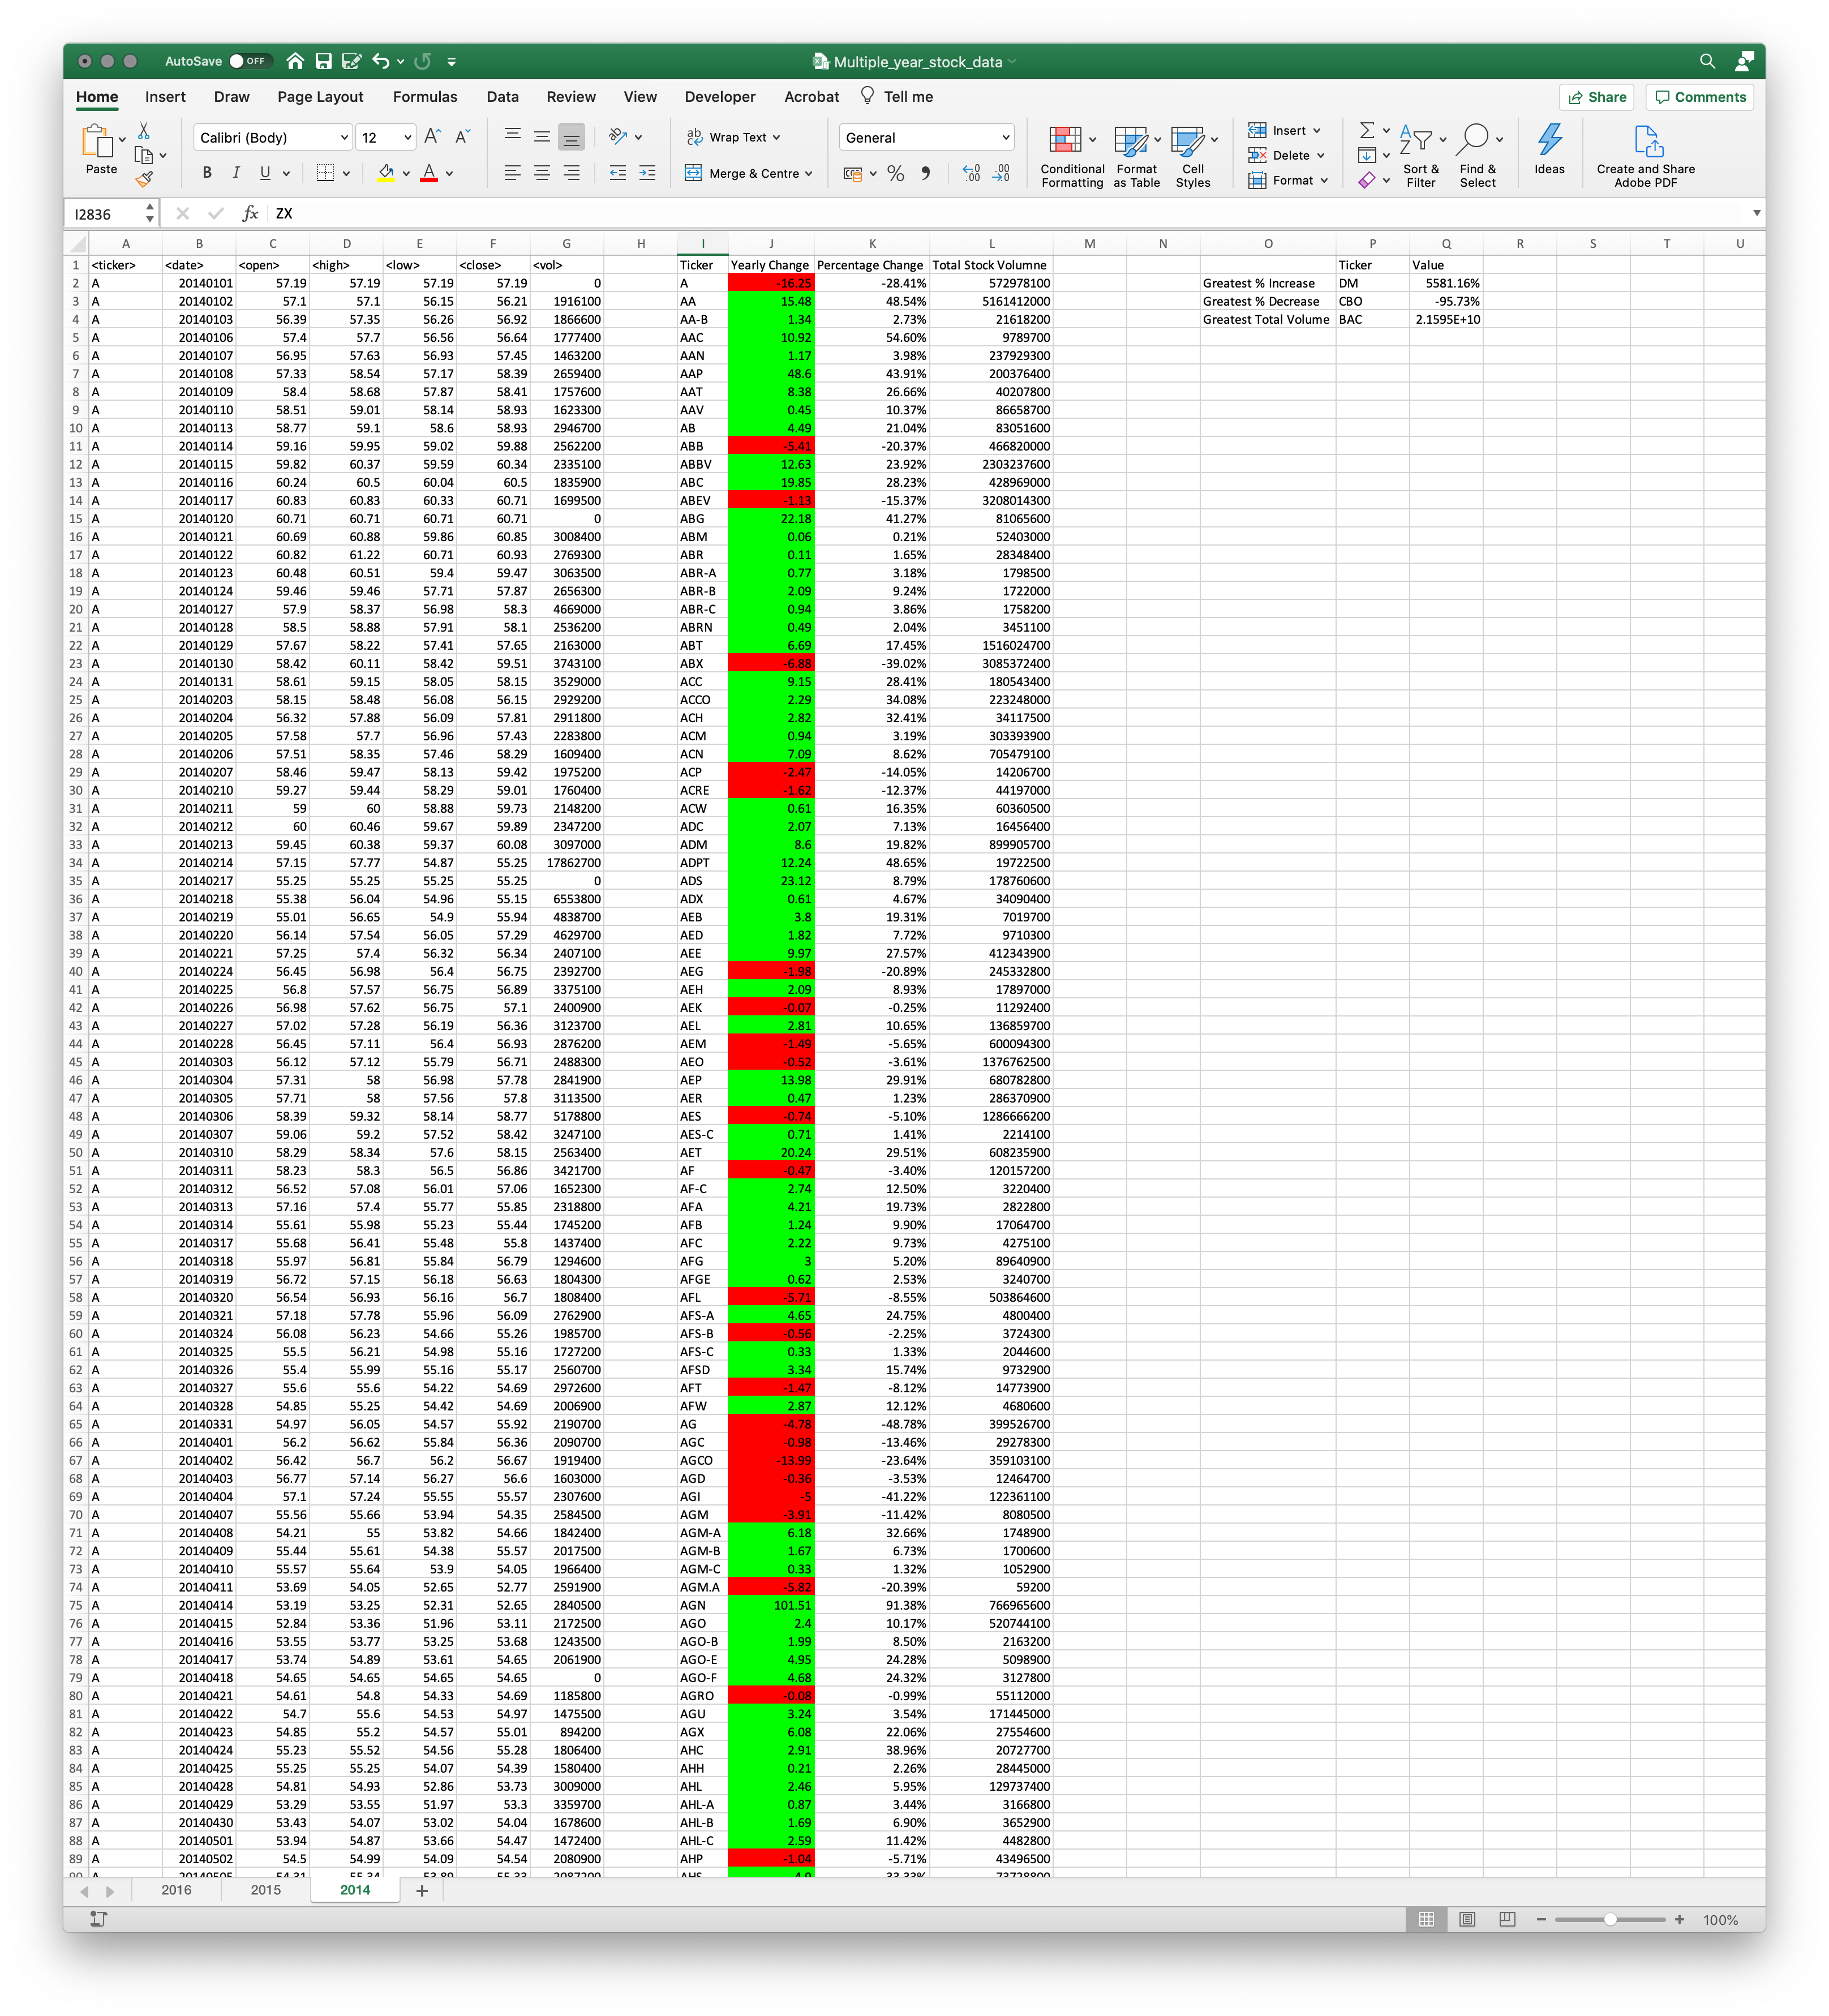 AutoSave OFF Multiple_year_stock_data
Home Insert Draw Page Layout Formulas Data Review View Developer Acrobat Tell me Share Comments
Paste Calibri (Body) 12 Wrap Text General Conditional Formatting Format as Table Cell Styles Insert Sort & Filter Find & Select Ideas Create and Share Adobe PDF
B I U Merge & Centre Delete Format
I2836 fx ZX
A B C D E F G H I J K L M N O P Q R S T U
1 <ticker> <date> <open> <high> <low> <close> <vol> Ticker Yearly Change Percentage Change Total Stock Volumne Ticker Value
2 A 20140101 57.19 57.19 57.19 57.19 0 A -16.25 -28.41% 572978100 Greatest % Increase DM 5581.16%
3 A 20140102 57.1 57.1 56.15 56.21 1916100 AA 15.48 48.54% 5161412000 Greatest % Decrease CBO -95.73%
4 A 20140103 56.39 57.35 56.26 56.92 1866600 AA-B 1.34 2.73% 21618200 Greatest Total Volume BAC 2.1595E+10
5 A 20140106 57.4 57.7 56.56 56.64 1777400 AAC 10.92 54.60% 9789700
6 A 20140107 56.95 57.63 56.93 57.45 1463200 AAN 1.17 3.98% 237929300
7 A 20140108 57.33 58.54 57.17 58.39 2659400 AAP 48.6 43.91% 200376400
8 A 20140109 58.4 58.68 57.87 58.41 1757600 AAT 8.38 26.66% 40207800
9 A 20140110 58.51 59.01 58.14 58.93 1623300 AAV 0.45 10.37% 86658700
10 A 20140113 58.77 59.1 58.6 58.93 2946700 AB 4.49 21.04% 83051600
11 A 20140114 59.16 59.95 59.02 59.88 2562200 ABB -5.41 -20.37% 466820000
12 A 20140115 59.82 60.37 59.59 60.34 2335100 ABBV 12.63 23.92% 2303237600
13 A 20140116 60.24 60.5 60.04 60.5 1835900 ABC 19.85 28.23% 428969000
14 A 20140117 60.83 60.83 60.33 60.71 1699500 ABEV -1.13 -15.37% 3208014300
15 A 20140120 60.71 60.71 60.71 60.71 0 ABG 22.18 41.27% 81065600
16 A 20140121 60.69 60.88 59.86 60.85 3008400 ABM 0.06 0.21% 52403000
17 A 20140122 60.82 61.22 60.71 60.93 2769300 ABR 0.11 1.65% 28348400
18 A 20140123 60.48 60.51 59.4 59.47 3063500 ABR-A 0.77 3.18% 1798500
19 A 20140124 59.46 59.46 57.71 57.87 2656300 ABR-B 2.09 9.24% 1722000
20 A 20140127 57.9 58.37 56.98 58.3 4669000 ABR-C 0.94 3.86% 1758200
21 A 20140128 58.5 58.88 57.91 58.1 2536200 ABRN 0.49 2.04% 3451100
22 A 20140129 57.67 58.22 57.41 57.65 2163000 ABT 6.69 17.45% 1516024700
23 A 20140130 58.42 60.11 58.42 59.51 3743100 ABX -6.88 -39.02% 3085372400
24 A 20140131 58.61 59.15 58.05 58.15 3529000 ACC 9.15 28.41% 180543400
25 A 20140203 58.15 58.48 56.08 56.15 2929200 ACCO 2.29 34.08% 223248000
26 A 20140204 56.32 57.88 56.09 57.81 2911800 ACH 2.82 32.41% 34117500
27 A 20140205 57.58 57.7 56.96 57.43 2283800 ACM 0.94 3.19% 303393900
28 A 20140206 57.51 58.35 57.46 58.29 1609400 ACN 7.09 8.62% 705479100
29 A 20140207 58.46 59.47 58.13 59.42 1975200 ACP -2.47 -14.05% 14206700
30 A 20140210 59.27 59.44 58.29 59.01 1760400 ACRE -1.62 -12.37% 44197000
31 A 20140211 59 60 58.88 59.73 2148200 ACW 0.61 16.35% 60360500
32 A 20140212 60 60.46 59.67 59.89 2347200 ADC 2.07 7.13% 16456400
33 A 20140213 59.45 60.38 59.37 60.08 3097000 ADM 8.6 19.82% 899905700
34 A 20140214 57.15 57.77 54.87 55.25 17862700 ADPT 12.24 48.65% 19722500
35 A 20140217 55.25 55.25 55.25 55.25 0 ADS 23.12 8.79% 178760600
36 A 20140218 55.38 56.04 54.96 55.15 6553800 ADX 0.61 4.67% 34090400
37 A 20140219 55.01 56.65 54.9 55.94 4838700 AEB 3.8 19.31% 7019700
38 A 20140220 56.14 57.54 56.05 57.29 4629700 AED 1.82 7.72% 9710300
39 A 20140221 57.25 57.4 56.32 56.34 2407100 AEE 9.97 27.57% 412343900
40 A 20140224 56.45 56.98 56.4 56.75 2392700 AEG -1.98 -20.89% 245332800
41 A 20140225 56.8 57.57 56.75 56.89 3375100 AEH 2.09 8.93% 17897000
42 A 20140226 56.98 57.62 56.75 57.1 2400900 AEK -0.07 -0.25% 11292400
43 A 20140227 57.02 57.28 56.19 56.36 3123700 AEL 2.81 10.65% 136859700
44 A 20140228 56.45 57.11 56.4 56.93 2876200 AEM -1.49 -5.65% 600094300
45 A 20140303 56.12 57.12 55.79 56.71 2488300 AEO -0.52 -3.61% 1376762500
46 A 20140304 57.31 58 56.98 57.78 2841900 AEP 13.98 29.91% 680782800
47 A 20140305 57.71 58 57.56 57.8 3113500 AER 0.47 1.23% 286370900
48 A 20140306 58.39 59.32 58.14 58.77 5178800 AES -0.74 -5.10% 1286666200
49 A 20140307 59.06 59.2 57.52 58.42 3247100 AES-C 0.71 1.41% 2214100
50 A 20140310 58.29 58.34 57.6 58.15 2563400 AET 20.24 29.51% 608235900
51 A 20140311 58.23 58.3 56.5 56.86 3421700 AF -0.47 -3.40% 120157200
52 A 20140312 56.52 57.08 56.01 57.06 1652300 AF-C 2.74 12.50% 3220400
53 A 20140313 57.16 57.4 55.77 55.85 2318800 AFA 4.21 19.73% 2822800
54 A 20140314 55.61 55.98 55.23 55.44 1745200 AFB 1.24 9.90% 17064700
55 A 20140317 55.68 56.41 55.48 55.8 1437400 AFC 2.22 9.73% 4275100
56 A 20140318 55.97 56.81 55.84 56.79 1294600 AFG 3 5.20% 89640900
57 A 20140319 56.72 57.15 56.18 56.63 1804300 AFGE 0.62 2.53% 3240700
58 A 20140320 56.54 56.93 56.16 56.7 1808400 AFL -5.71 -8.55% 503864600
59 A 20140321 57.18 57.78 55.96 56.09 2762900 AFS-A 4.65 24.75% 4800400
60 A 20140324 56.08 56.23 54.66 55.26 1985700 AFS-B -0.56 -2.25% 3724300
61 A 20140325 55.5 56.21 54.98 55.16 1727200 AFS-C 0.33 1.33% 2044600
62 A 20140326 55.4 55.99 55.16 55.17 2560700 AFSD 3.34 15.74% 9732900
63 A 20140327 55.6 55.6 54.22 54.69 2972600 AFT -1.47 -8.12% 14773900
64 A 20140328 54.85 55.25 54.42 54.69 2006900 AFW 2.87 12.12% 4680600
65 A 20140331 54.97 56.05 54.57 55.92 2190700 AG -4.78 -48.78% 399526700
66 A 20140401 56.2 56.62 55.84 56.36 2090700 AGC -0.98 -13.46% 29278300
67 A 20140402 56.42 56.7 56.2 56.67 1919400 AGCO -13.99 -23.64% 359103100
68 A 20140403 56.77 57.14 56.27 56.6 1603000 AGD -0.36 -3.53% 12464700
69 A 20140404 57.1 57.24 55.55 55.57 2307600 AGI -5 -41.22% 122361100
70 A 20140407 55.56 55.66 53.94 54.35 2584500 AGM -3.91 -11.42% 8080500
71 A 20140408 54.21 55 53.82 54.66 1842400 AGM-A 6.18 32.66% 1748900
72 A 20140409 55.44 55.61 54.38 55.57 2017500 AGM-B 1.67 6.73% 1700600
73 A 20140410 55.57 55.64 53.9 54.05 1966400 AGM-C 0.33 1.32% 1052900
74 A 20140411 53.69 54.05 52.65 52.77 2591900 AGM.A -5.82 -20.39% 59200
75 A 20140414 53.19 53.25 52.31 52.65 2840500 AGN 101.51 91.38% 766965600
76 A 20140415 52.84 53.36 51.96 53.11 2172500 AGO 2.4 10.17% 520744100
77 A 20140416 53.55 53.77 53.25 53.68 1243500 AGO-B 1.99 8.50% 2163200
78 A 20140417 53.74 54.89 53.61 54.65 2061900 AGO-E 4.95 24.28% 5098900
79 A 20140418 54.65 54.65 54.65 54.65 0 AGO-F 4.68 24.32% 3127800
80 A 20140421 54.61 54.8 54.33 54.69 1185800 AGRO -0.08 -0.99% 55112000
81 A 20140422 54.7 55.6 54.53 54.97 1475500 AGU 3.24 3.54% 171445000
82 A 20140423 54.85 55.2 54.57 55.01 894200 AGX 6.08 22.06% 27554600
83 A 20140424 55.23 55.52 54.56 55.28 1806400 AHC 2.91 38.96% 20727700
84 A 20140425 55.25 55.25 54.07 54.39 1580400 AHH 0.21 2.26% 28445000
85 A 20140428 54.81 54.93 52.86 53.73 3009000 AHL 2.46 5.95% 129737400
86 A 20140429 53.29 53.55 51.97 53.3 3359700 AHL-A 0.87 3.44% 3166800
87 A 20140430 53.43 54.07 53.02 54.04 1678600 AHL-B 1.69 6.90% 3652900
88 A 20140501 53.94 54.87 53.66 54.47 1472400 AHL-C 2.59 11.42% 4482800
89 A 20140502 54.5 54.99 54.09 54.54 2080900 AHP -1.04 -5.71% 43496500
2016 2015 2014
100%